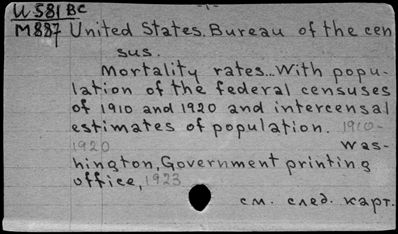 -1-
W581 BC
M887 United States. Bureau of the cen
sus.
Mortality rates... With popu-
lation of the federal censuses
of 1910 and 1920 and intercensal
estimates of population. 1910-
1920 Was-
hington, Government printing
office, 1923
см. след. карт.